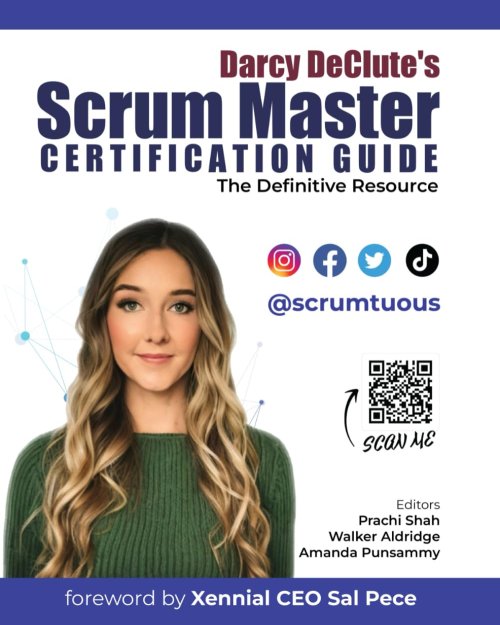 Darcy DeClute's
Scrum Master
CERTIFICATION GUIDE
The Definitive Resource
@scrumtuous
SCAN ME
Editors
Prachi Shah
Walker Aldridge
Amanda Punsammy
foreword by Xennial CEO Sal Pece